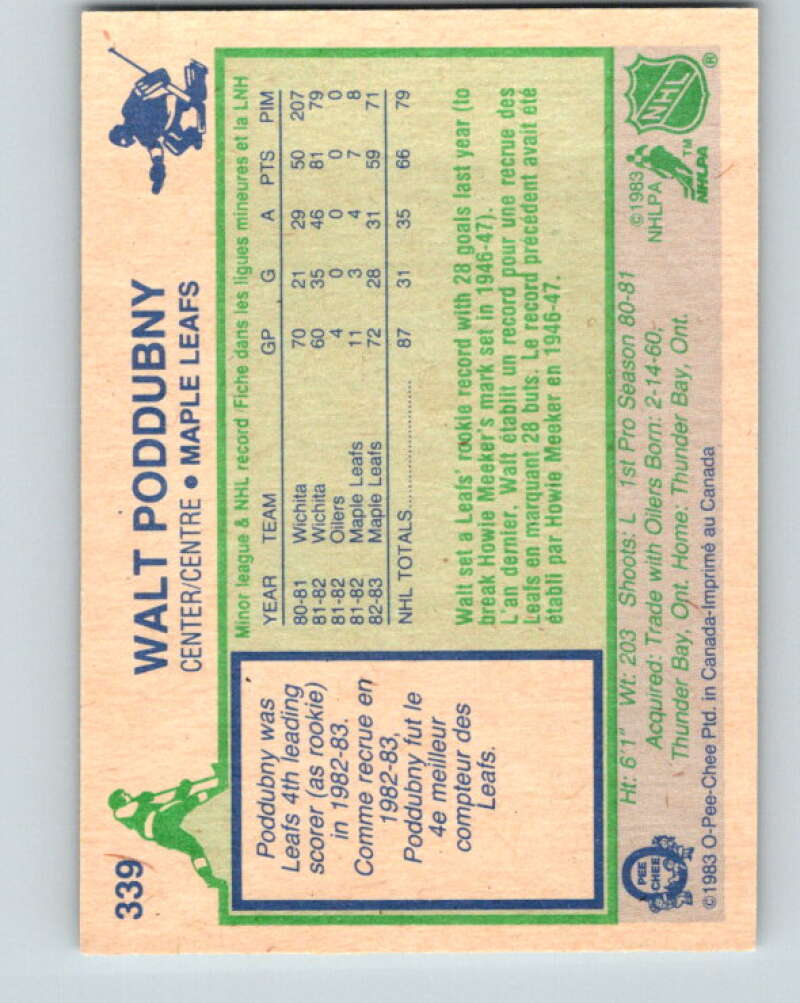 339
WALT PODDUBNY
CENTER/CENTRE • MAPLE LEAFS
Poddubny was
Leafs 4th leading
scorer (as rookie)
in 1982-83.
Comme recrue en
1982-83,
Poddubny fut le
4e meilleur
compteur des
Leafs.
Minor league & NHL record/Fiche dans les ligues mineures et la LNH
YEAR TEAM GP G A PTS PIM
80-81 Wichita 70 21 29 50 207
81-82 Wichita 60 35 46 81 79
81-82 Oilers 4 0 0 0 0
81-82 Maple Leafs 11 3 4 7 8
82-83 Maple Leafs 72 28 31 59 71
NHL TOTALS 87 31 35 66 79
Walt set a Leafs' rookie record with 28 goals last year (to
break Howie Meeker's mark set in 1946-47).
L'an dernier, Walt établit un record pour une recrue des
Leafs en marquant 28 buts. Le record précédent avait été
établi par Howie Meeker en 1946-47.
Ht: 6'1" Wt: 203 Shoots: L 1st Pro Season 80-81
Acquired: Trade with Oilers Born: 2-14-60,
Thunder Bay, Ont. Home: Thunder Bay, Ont.
©1983
NHLPA
NHLPA ™
NHL ®
O PEE
CHEE
©1983 O-Pee-Chee Ptd. in Canada-Imprimé au Canada